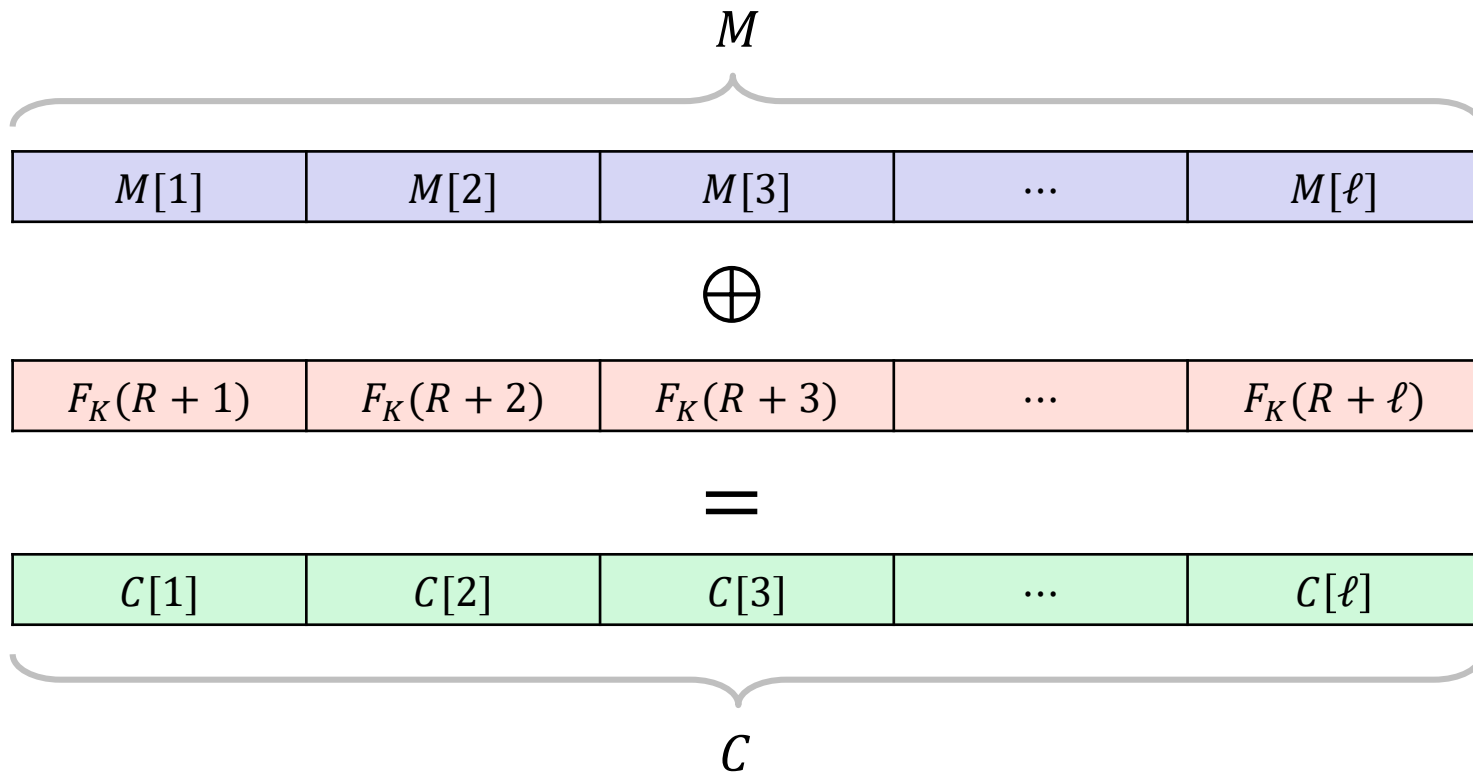 M
M[1] M[2] M[3] ⋯ M[ℓ]
⊕
F_K(R + 1) F_K(R + 2) F_K(R + 3) ⋯ F_K(R + ℓ)
=
C[1] C[2] C[3] ⋯ C[ℓ]
C